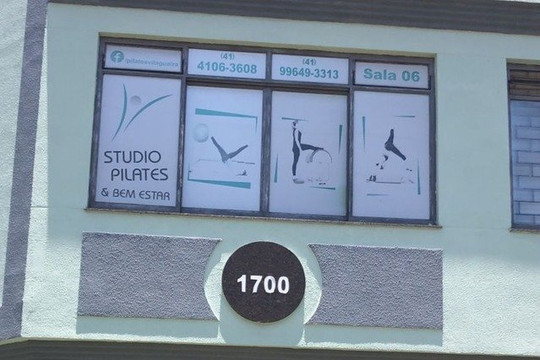 (41)
4106-3608
(41)
99649-3313
Sala 06
STUDIO
PILATES
& BEM ESTAR
1700